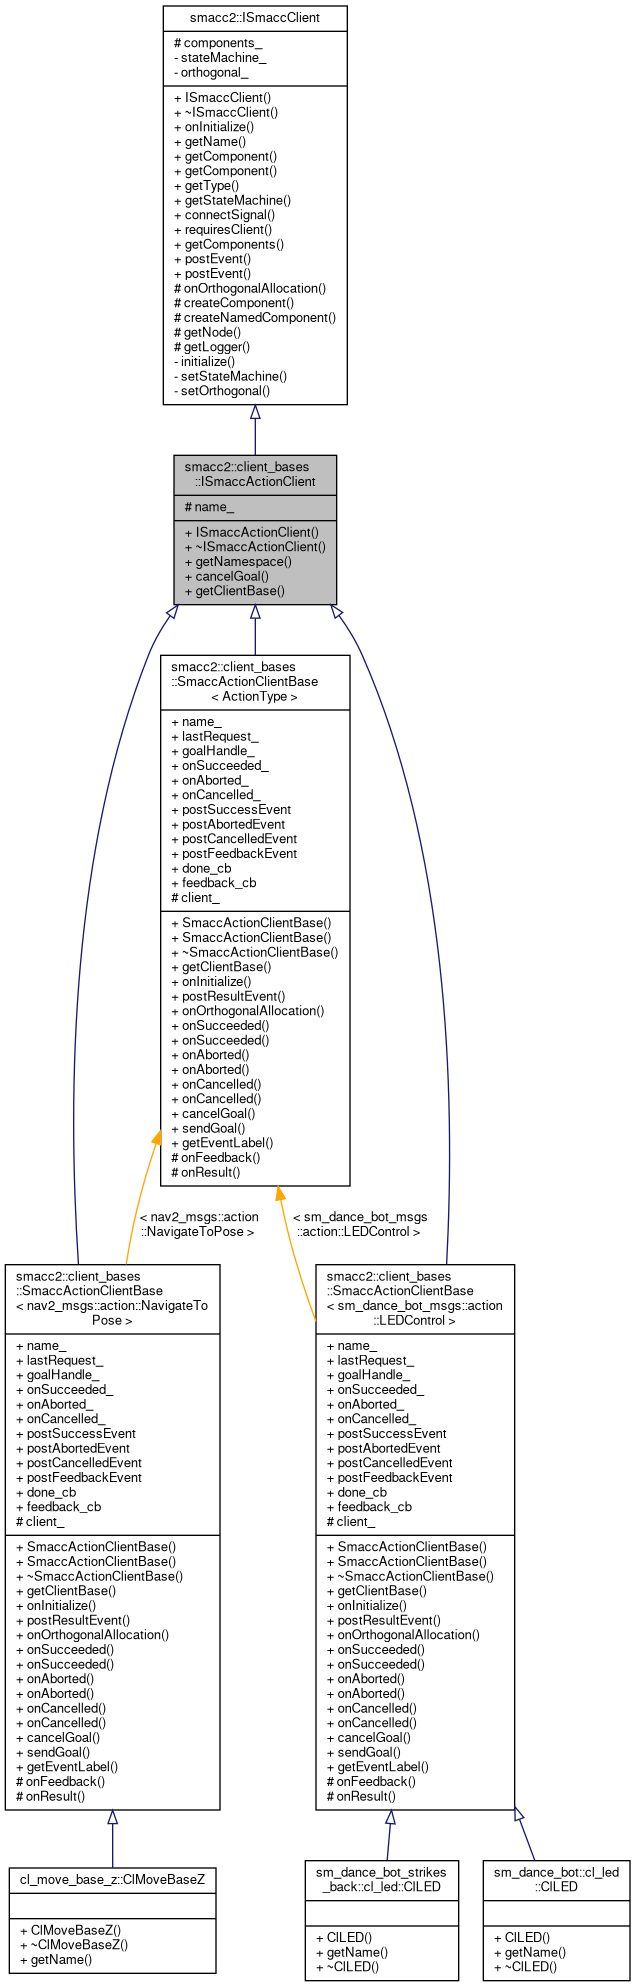 smacc2::ISmaccClient
# components_
- stateMachine_
- orthogonal_
+ ISmaccClient()
+ ~ISmaccClient()
+ onInitialize()
+ getName()
+ getComponent()
+ getComponent()
+ getType()
+ getStateMachine()
+ connectSignal()
+ requiresClient()
+ getComponents()
+ postEvent()
+ postEvent()
# onOrthogonalAllocation()
# createComponent()
# createNamedComponent()
# getNode()
# getLogger()
- initialize()
- setStateMachine()
- setOrthogonal()
smacc2::client_bases
::ISmaccActionClient
# name_
+ ISmaccActionClient()
+ ~ISmaccActionClient()
+ getNamespace()
+ cancelGoal()
+ getClientBase()
smacc2::client_bases
::SmaccActionClientBase
< ActionType >
+ name_
+ lastRequest_
+ goalHandle_
+ onSucceeded_
+ onAborted_
+ onCancelled_
+ postSuccessEvent
+ postAbortedEvent
+ postCancelledEvent
+ postFeedbackEvent
+ done_cb
+ feedback_cb
# client_
+ SmaccActionClientBase()
+ SmaccActionClientBase()
+ ~SmaccActionClientBase()
+ getClientBase()
+ onInitialize()
+ postResultEvent()
+ onOrthogonalAllocation()
+ onSucceeded()
+ onSucceeded()
+ onAborted()
+ onAborted()
+ onCancelled()
+ onCancelled()
+ cancelGoal()
+ sendGoal()
+ getEventLabel()
# onFeedback()
# onResult()
< nav2_msgs::action
::NavigateToPose >
< sm_dance_bot_msgs
::action::LEDControl >
smacc2::client_bases
::SmaccActionClientBase
< nav2_msgs::action::NavigateTo
Pose >
+ name_
+ lastRequest_
+ goalHandle_
+ onSucceeded_
+ onAborted_
+ onCancelled_
+ postSuccessEvent
+ postAbortedEvent
+ postCancelledEvent
+ postFeedbackEvent
+ done_cb
+ feedback_cb
# client_
+ SmaccActionClientBase()
+ SmaccActionClientBase()
+ ~SmaccActionClientBase()
+ getClientBase()
+ onInitialize()
+ postResultEvent()
+ onOrthogonalAllocation()
+ onSucceeded()
+ onSucceeded()
+ onAborted()
+ onAborted()
+ onCancelled()
+ onCancelled()
+ cancelGoal()
+ sendGoal()
+ getEventLabel()
# onFeedback()
# onResult()
smacc2::client_bases
::SmaccActionClientBase
< sm_dance_bot_msgs::action
::LEDControl >
+ name_
+ lastRequest_
+ goalHandle_
+ onSucceeded_
+ onAborted_
+ onCancelled_
+ postSuccessEvent
+ postAbortedEvent
+ postCancelledEvent
+ postFeedbackEvent
+ done_cb
+ feedback_cb
# client_
+ SmaccActionClientBase()
+ SmaccActionClientBase()
+ ~SmaccActionClientBase()
+ getClientBase()
+ onInitialize()
+ postResultEvent()
+ onOrthogonalAllocation()
+ onSucceeded()
+ onSucceeded()
+ onAborted()
+ onAborted()
+ onCancelled()
+ onCancelled()
+ cancelGoal()
+ sendGoal()
+ getEventLabel()
# onFeedback()
# onResult()
cl_move_base_z::ClMoveBaseZ
+ ClMoveBaseZ()
+ ~ClMoveBaseZ()
+ getName()
sm_dance_bot_strikes
_back::cl_led::ClLED
+ ClLED()
+ getName()
+ ~ClLED()
sm_dance_bot::cl_led
::ClLED
+ ClLED()
+ getName()
+ ~ClLED()